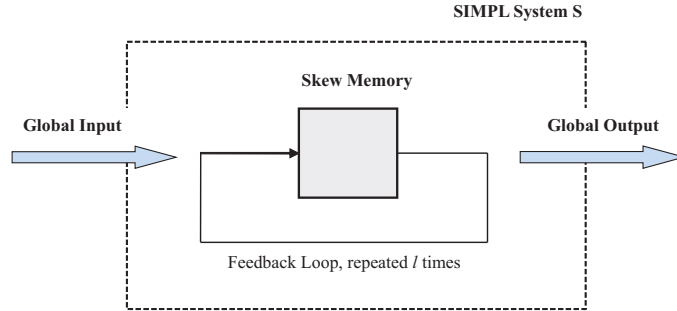 SIMPL System S
Skew Memory
Global Input
Global Output
Feedback Loop, repeated l times